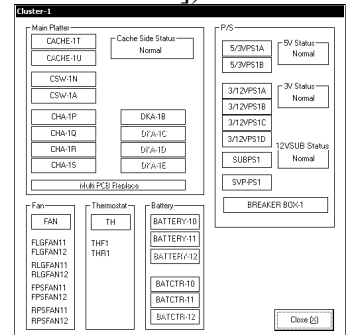 Cluster-1
Main Platter
CACHE-1T
CACHE-1U
Cache Side Status
Normal
CSW-1N
CSW-1A
CHA-1P
CHA-1Q
CHA-1R
CHA-1S
DKA-1B
DKA-1C
DKA-1D
DKA-1E
Multi PCB Replace
P/S
5/3VPS1A
5/3VPS1B
5V Status
Normal
3/12VPS1A
3/12VPS1B
3/12VPS1C
3/12VPS1D
3V Status
Normal
SUBPS1
12VSUB Status
Normal
SVP-PS1
BREAKER BOX-1
Fan
FAN
FLGFAN11
FLGFAN12
RLGFAN11
RLGFAN12
FPSFAN11
FPSFAN12
RPSFAN11
RPSFAN12
Thermostat
TH
THF1
THR1
Battery
BATTERY-10
BATTERY-11
BATTERY-12
BATCTR-10
BATCTR-11
BATCTR-12
Close (X)